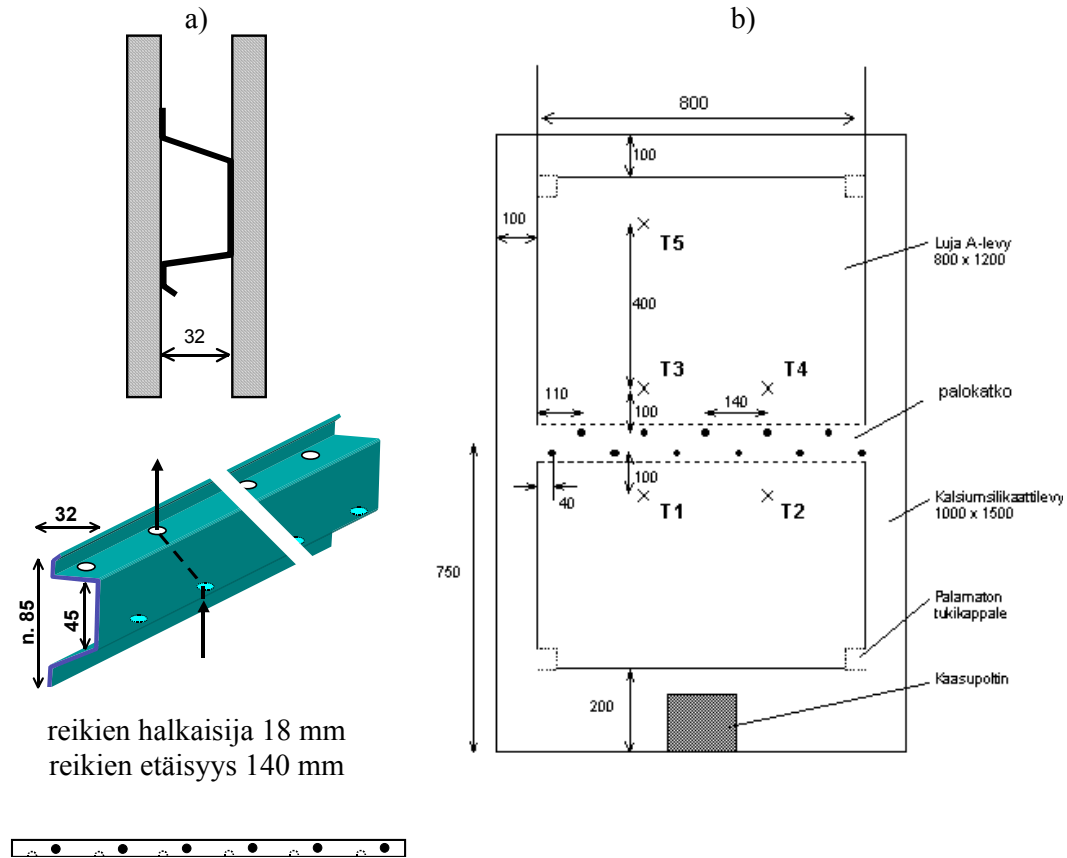 a)
32
32
n. 85
45
reikien halkaisija 18 mm
reikien etäisyys 140 mm
b)
800
100
100
T5
Luja A-levy
800 x 1200
400
T3
T4
110
100
140
palokatko
100
40
T1
T2
Kalsiumsilikaattilevy
1000 x 1500
750
Palamaton
tukikappale
200
Kaasupoltin